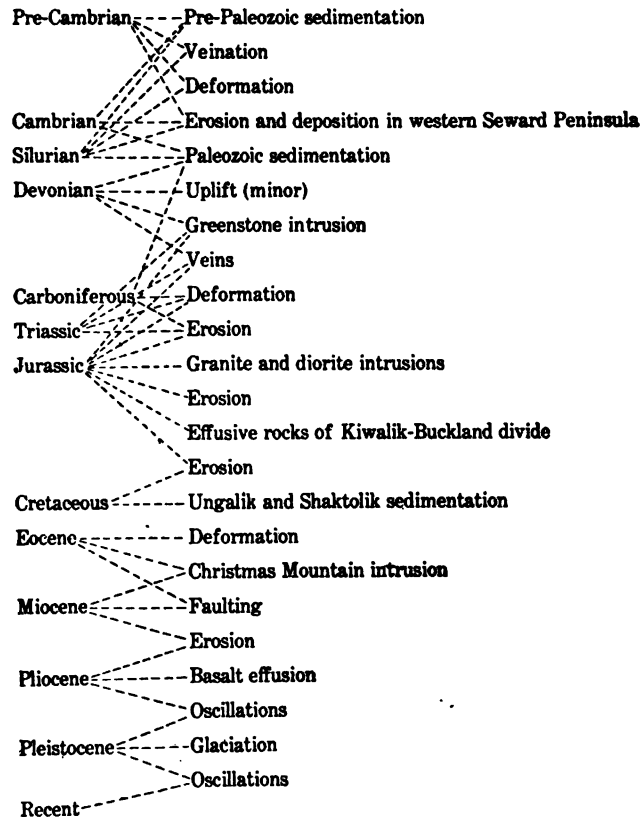 Pre-Cambrian Pre-Paleozoic sedimentation
Veination
Deformation
Cambrian Erosion and deposition in western Seward Peninsula
Silurian Paleozoic sedimentation
Devonian Uplift (minor)
Greenstone intrusion
Veins
Carboniferous Deformation
Triassic Erosion
Jurassic Granite and diorite intrusions
Erosion
Effusive rocks of Kiwalik-Buckland divide
Erosion
Cretaceous Ungalik and Shaktolik sedimentation
Eocene Deformation
Christmas Mountain intrusion
Miocene Faulting
Erosion
Pliocene Basalt effusion
Oscillations
Pleistocene Glaciation
Oscillations
Recent